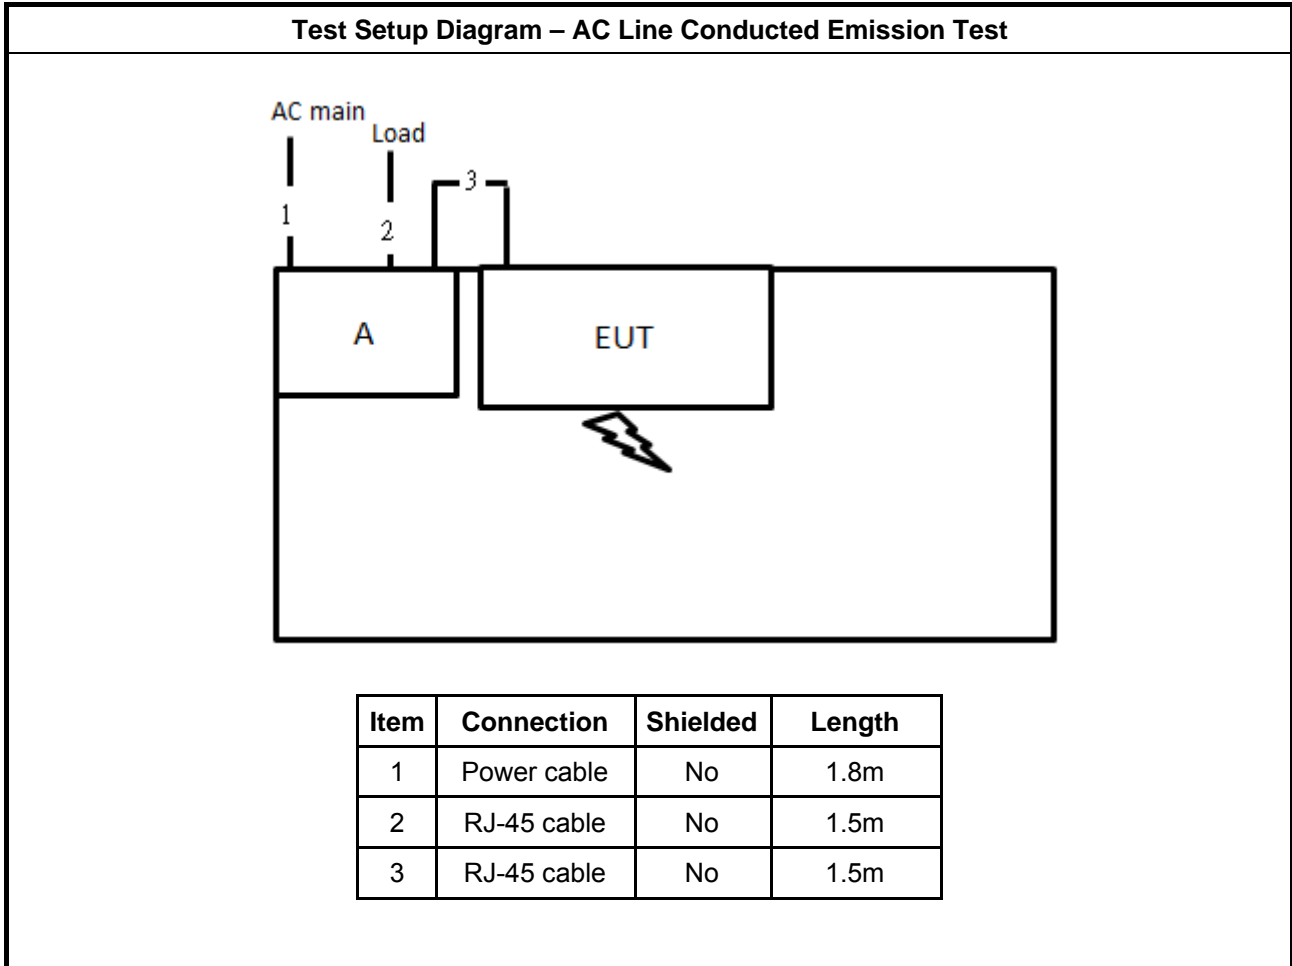 Test Setup Diagram – AC Line Conducted Emission Test
AC main
Load
3
1
2
A
EUT
Item Connection Shielded Length
1 Power cable No 1.8m
2 RJ-45 cable No 1.5m
3 RJ-45 cable No 1.5m